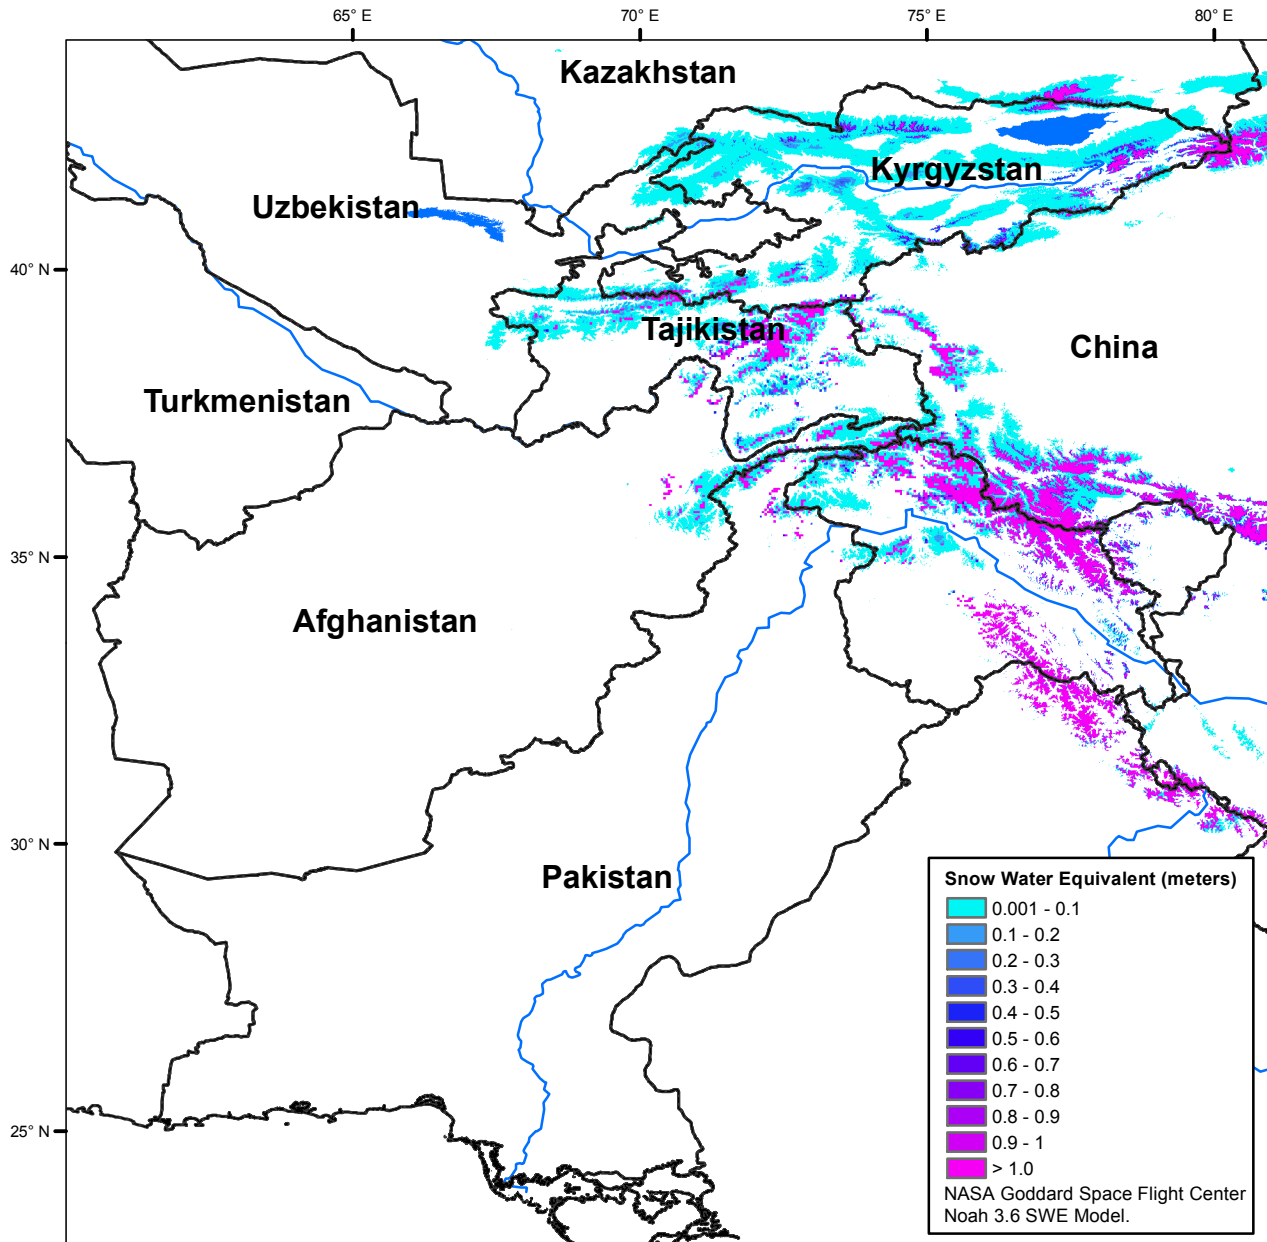 65° E
70° E
75° E
80° E
Kazakhstan
Kyrgyzstan
Uzbekistan
40° N
Tajikistan
China
Turkmenistan
35° N
Afghanistan
30° N
Pakistan
Snow Water Equivalent (meters)
0.001 - 0.1
0.1 - 0.2
0.2 - 0.3
0.3 - 0.4
0.4 - 0.5
0.5 - 0.6
0.6 - 0.7
0.7 - 0.8
0.8 - 0.9
0.9 - 1
> 1.0
25° N
NASA Goddard Space Flight Center
Noah 3.6 SWE Model.